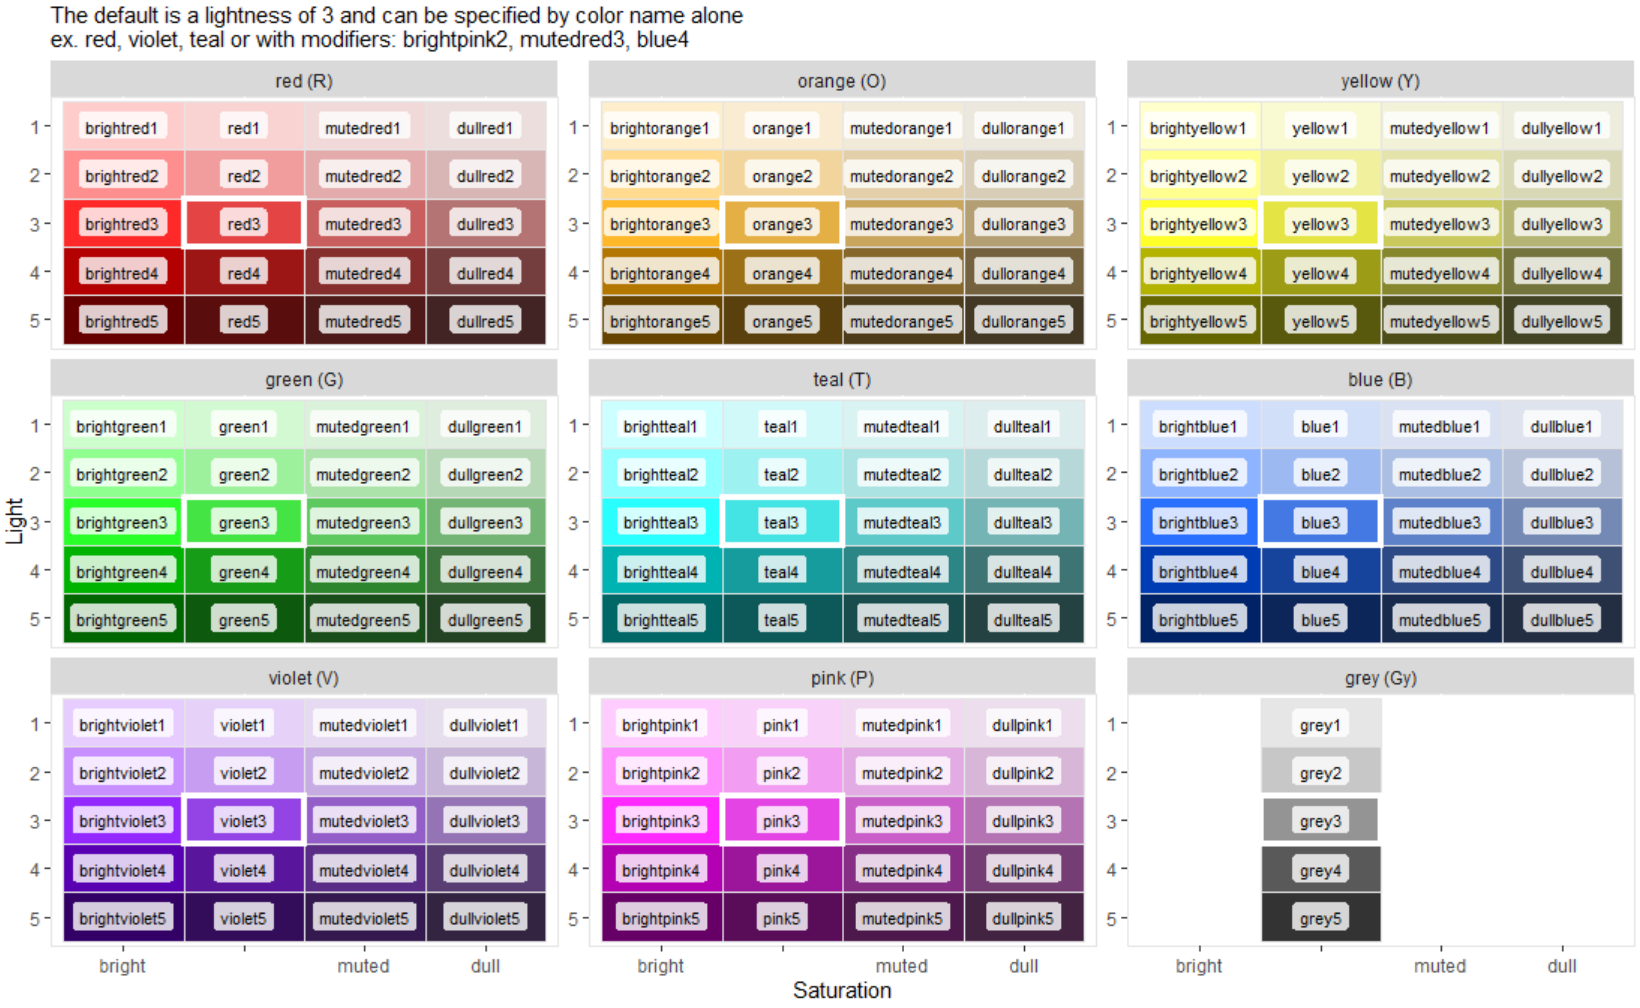 The default is a lightness of 3 and can be specified by color name alone
ex. red, violet, teal or with modifiers: brightpink2, mutedred3, blue4
red (R) orange (O) yellow (Y)
1 brightred1 red1 mutedred1 dullred1 1 brightorange1 orange1 mutedorange1 dullorange1 1 brightyellow1 yellow1 mutedyellow1 dullyellow1
2 brightred2 red2 mutedred2 dullred2 2 brightorange2 orange2 mutedorange2 dullorange2 2 brightyellow2 yellow2 mutedyellow2 dullyellow2
3 brightred3 red3 mutedred3 dullred3 3 brightorange3 orange3 mutedorange3 dullorange3 3 brightyellow3 yellow3 mutedyellow3 dullyellow3
4 brightred4 red4 mutedred4 dullred4 4 brightorange4 orange4 mutedorange4 dullorange4 4 brightyellow4 yellow4 mutedyellow4 dullyellow4
5 brightred5 red5 mutedred5 dullred5 5 brightorange5 orange5 mutedorange5 dullorange5 5 brightyellow5 yellow5 mutedyellow5 dullyellow5
green (G) teal (T) blue (B)
1 brightgreen1 green1 mutedgreen1 dullgreen1 1 brightteal1 teal1 mutedteal1 dullteal1 1 brightblue1 blue1 mutedblue1 dullblue1
2 brightgreen2 green2 mutedgreen2 dullgreen2 2 brightteal2 teal2 mutedteal2 dullteal2 2 brightblue2 blue2 mutedblue2 dullblue2
3 brightgreen3 green3 mutedgreen3 dullgreen3 3 brightteal3 teal3 mutedteal3 dullteal3 3 brightblue3 blue3 mutedblue3 dullblue3
4 brightgreen4 green4 mutedgreen4 dullgreen4 4 brightteal4 teal4 mutedteal4 dullteal4 4 brightblue4 blue4 mutedblue4 dullblue4
5 brightgreen5 green5 mutedgreen5 dullgreen5 5 brightteal5 teal5 mutedteal5 dullteal5 5 brightblue5 blue5 mutedblue5 dullblue5
Light
violet (V) pink (P) grey (Gy)
1 brightviolet1 violet1 mutedviolet1 dullviolet1 1 brightpink1 pink1 mutedpink1 dullpink1 1 grey1
2 brightviolet2 violet2 mutedviolet2 dullviolet2 2 brightpink2 pink2 mutedpink2 dullpink2 2 grey2
3 brightviolet3 violet3 mutedviolet3 dullviolet3 3 brightpink3 pink3 mutedpink3 dullpink3 3 grey3
4 brightviolet4 violet4 mutedviolet4 dullviolet4 4 brightpink4 pink4 mutedpink4 dullpink4 4 grey4
5 brightviolet5 violet5 mutedviolet5 dullviolet5 5 brightpink5 pink5 mutedpink5 dullpink5 5 grey5
bright muted dull bright muted dull bright muted dull
Saturation